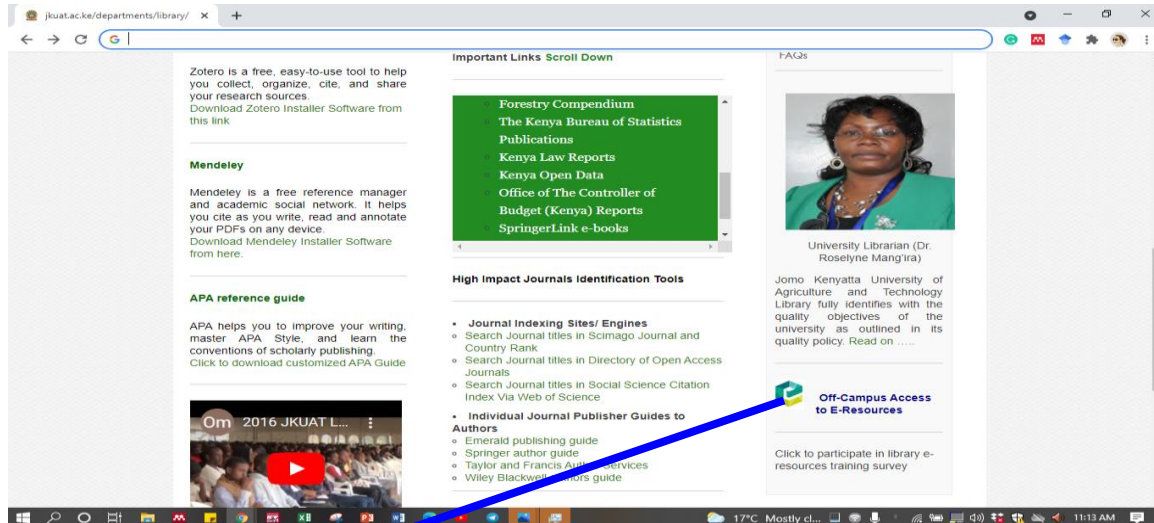 jkuat.ac.ke/departments/library/
Zotero is a free, easy-to-use tool to help
you collect, organize, cite, and share
your research sources.
Download Zotero Installer Software from
this link
Mendeley
Mendeley is a free reference manager
and academic social network. It helps
you cite as you write, read and annotate
your PDFs on any device.
Download Mendeley Installer Software
from here.
APA reference guide
APA helps you to improve your writing,
master APA Style, and learn the
conventions of scholarly publishing.
Click to download customized APA Guide
Om 2016 JKUAT L...
Important Links Scroll Down
Forestry Compendium
The Kenya Bureau of Statistics
Publications
Kenya Law Reports
Kenya Open Data
Office of The Controller of
Budget (Kenya) Reports
SpringerLink e-books
High Impact Journals Identification Tools
Journal Indexing Sites/ Engines
Search Journal titles in Scimago Journal and
Country Rank
Search Journal titles in Directory of Open Access
Journals
Search Journal titles in Social Science Citation
Index Via Web of Science
Individual Journal Publisher Guides to
Authors
Emerald publishing guide
Springer author guide
Taylor and Francis Services
Wiley Blackwell guide
FAQs
University Librarian (Dr.
Roselyne Mang'ira)
Jomo Kenyatta University of
Agriculture and Technology
Library fully identifies with the
quality objectives of the
university as outlined in its
quality policy. Read on .....
Off-Campus Access
to E-Resources
Click to participate in library e-
resources training survey
17°C Mostly cl... 11:13 AM